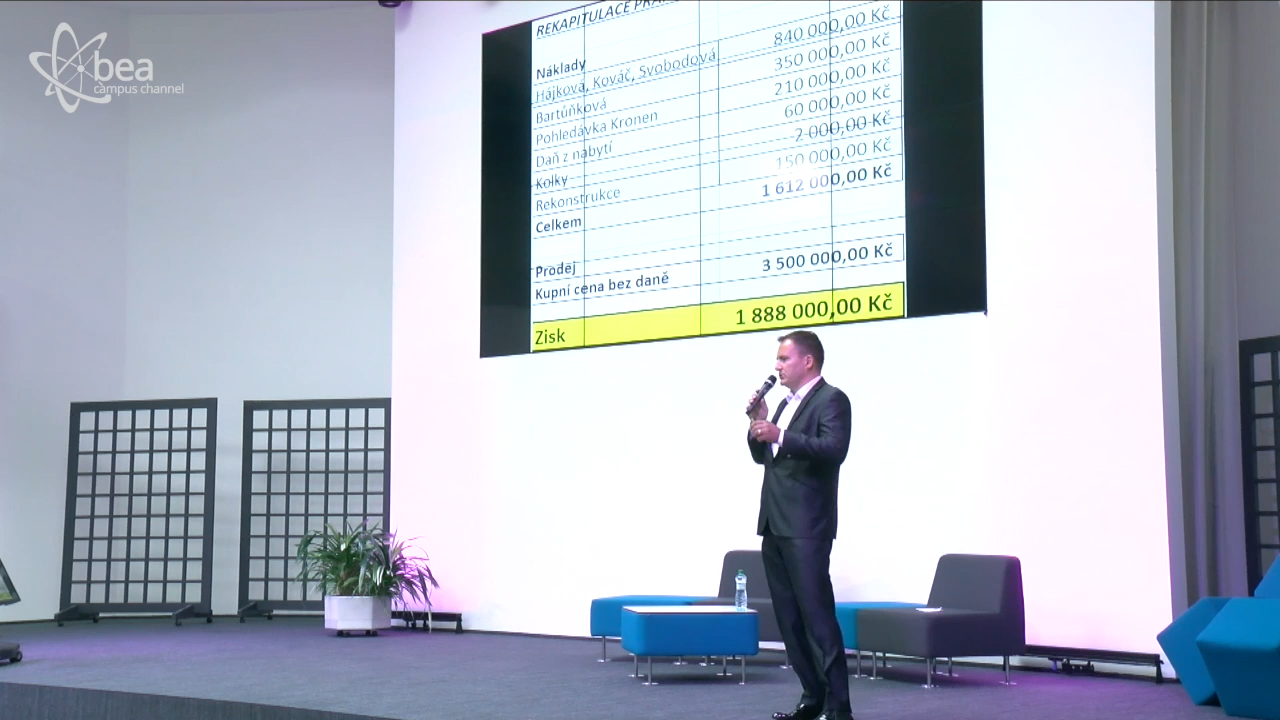 bea
campus channel
REKAPITULACE
Náklady
Hájková, Kováč, Svobodová 840 000,00 Kč
Bartůňková 350 000,00 Kč
Pohledávka Kronen 210 000,00 Kč
Daň z nabytí 60 000,00 Kč
Kolky 2 000,00 Kč
Rekonstrukce 150 000,00 Kč
Celkem 1 612 000,00 Kč
Prodej
Kupní cena bez daně 3 500 000,00 Kč
Zisk 1 888 000,00 Kč